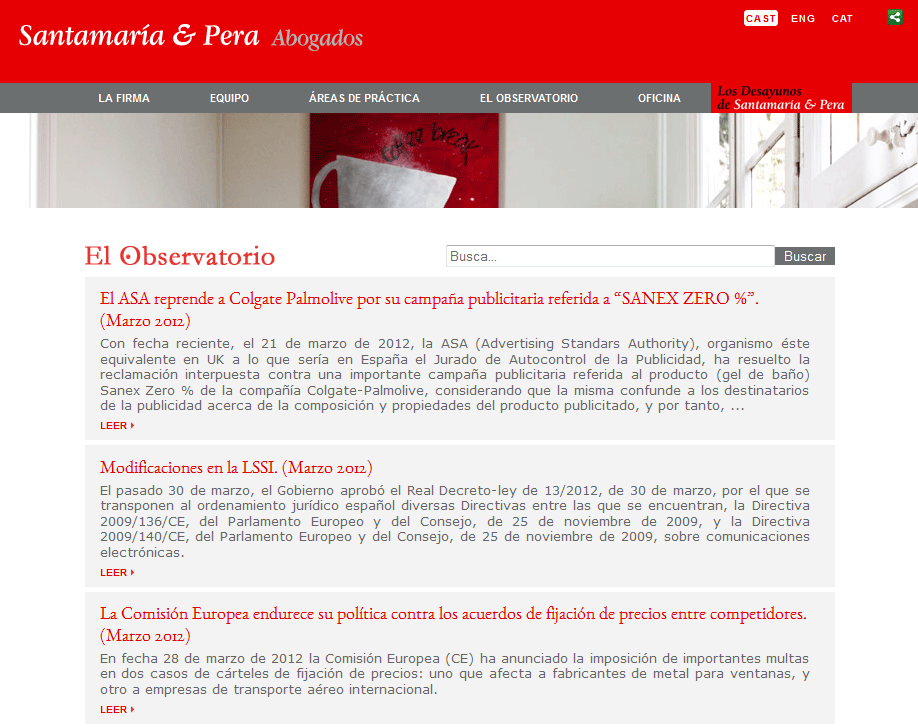 CAST ENG CAT
Santamaría & Pera Abogados
LA FIRMA EQUIPO ÁREAS DE PRÁCTICA EL OBSERVATORIO OFICINA Los Desayunos
de Santamaría & Pera
coffee break
El Observatorio
Busca... Buscar
El ASA reprende a Colgate Palmolive por su campaña publicitaria referida a “SANEX ZERO %”.
(Marzo 2012)
Con fecha reciente, el 21 de marzo de 2012, la ASA (Advertising Standars Authority), organismo éste
equivalente en UK a lo que sería en España el Jurado de Autocontrol de la Publicidad, ha resuelto la
reclamación interpuesta contra una importante campaña publicitaria referida al producto (gel de baño)
Sanex Zero % de la compañía Colgate-Palmolive, considerando que la misma confunde a los destinatarios
de la publicidad acerca de la composición y propiedades del producto publicitado, y por tanto, ...
LEER
Modificaciones en la LSSI. (Marzo 2012)
El pasado 30 de marzo, el Gobierno aprobó el Real Decreto-ley de 13/2012, de 30 de marzo, por el que se
transponen al ordenamiento jurídico español diversas Directivas entre las que se encuentran, la Directiva
2009/136/CE, del Parlamento Europeo y del Consejo, de 25 de noviembre de 2009, y la Directiva
2009/140/CE, del Parlamento Europeo y del Consejo, de 25 de noviembre de 2009, sobre comunicaciones
electrónicas.
LEER
La Comisión Europea endurece su política contra los acuerdos de fijación de precios entre competidores.
(Marzo 2012)
En fecha 28 de marzo de 2012 la Comisión Europea (CE) ha anunciado la imposición de importantes multas
en dos casos de cárteles de fijación de precios: uno que afecta a fabricantes de metal para ventanas, y
otro a empresas de transporte aéreo internacional.
LEER